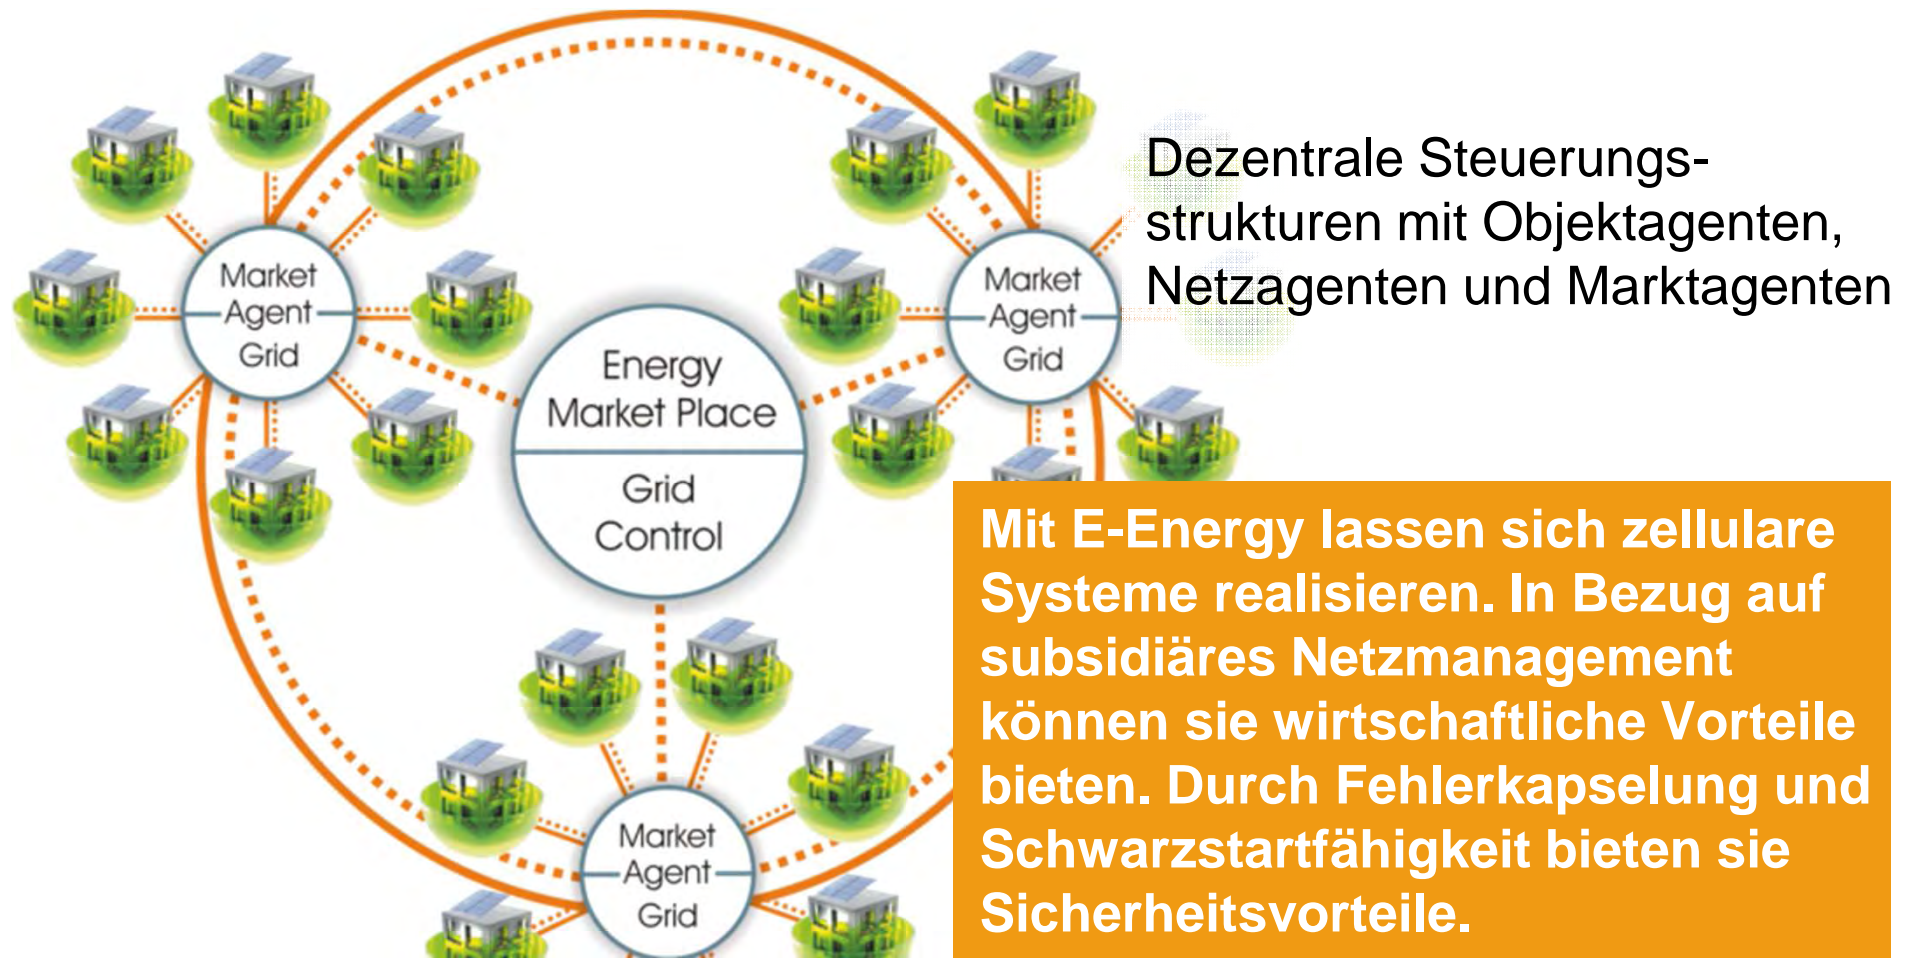 Dezentrale Steuerungs-
strukturen mit Objektagenten,
Netzagenten und Marktagenten
Market
Agent
Grid
Market
Agent
Grid
Energy
Market Place
Grid
Control
Market
Agent
Grid
Mit E-Energy lassen sich zellulare
Systeme realisieren. In Bezug auf
subsidiäres Netzmanagement
können sie wirtschaftliche Vorteile
bieten. Durch Fehlerkapselung und
Schwarzstartfähigkeit bieten sie
Sicherheitsvorteile.